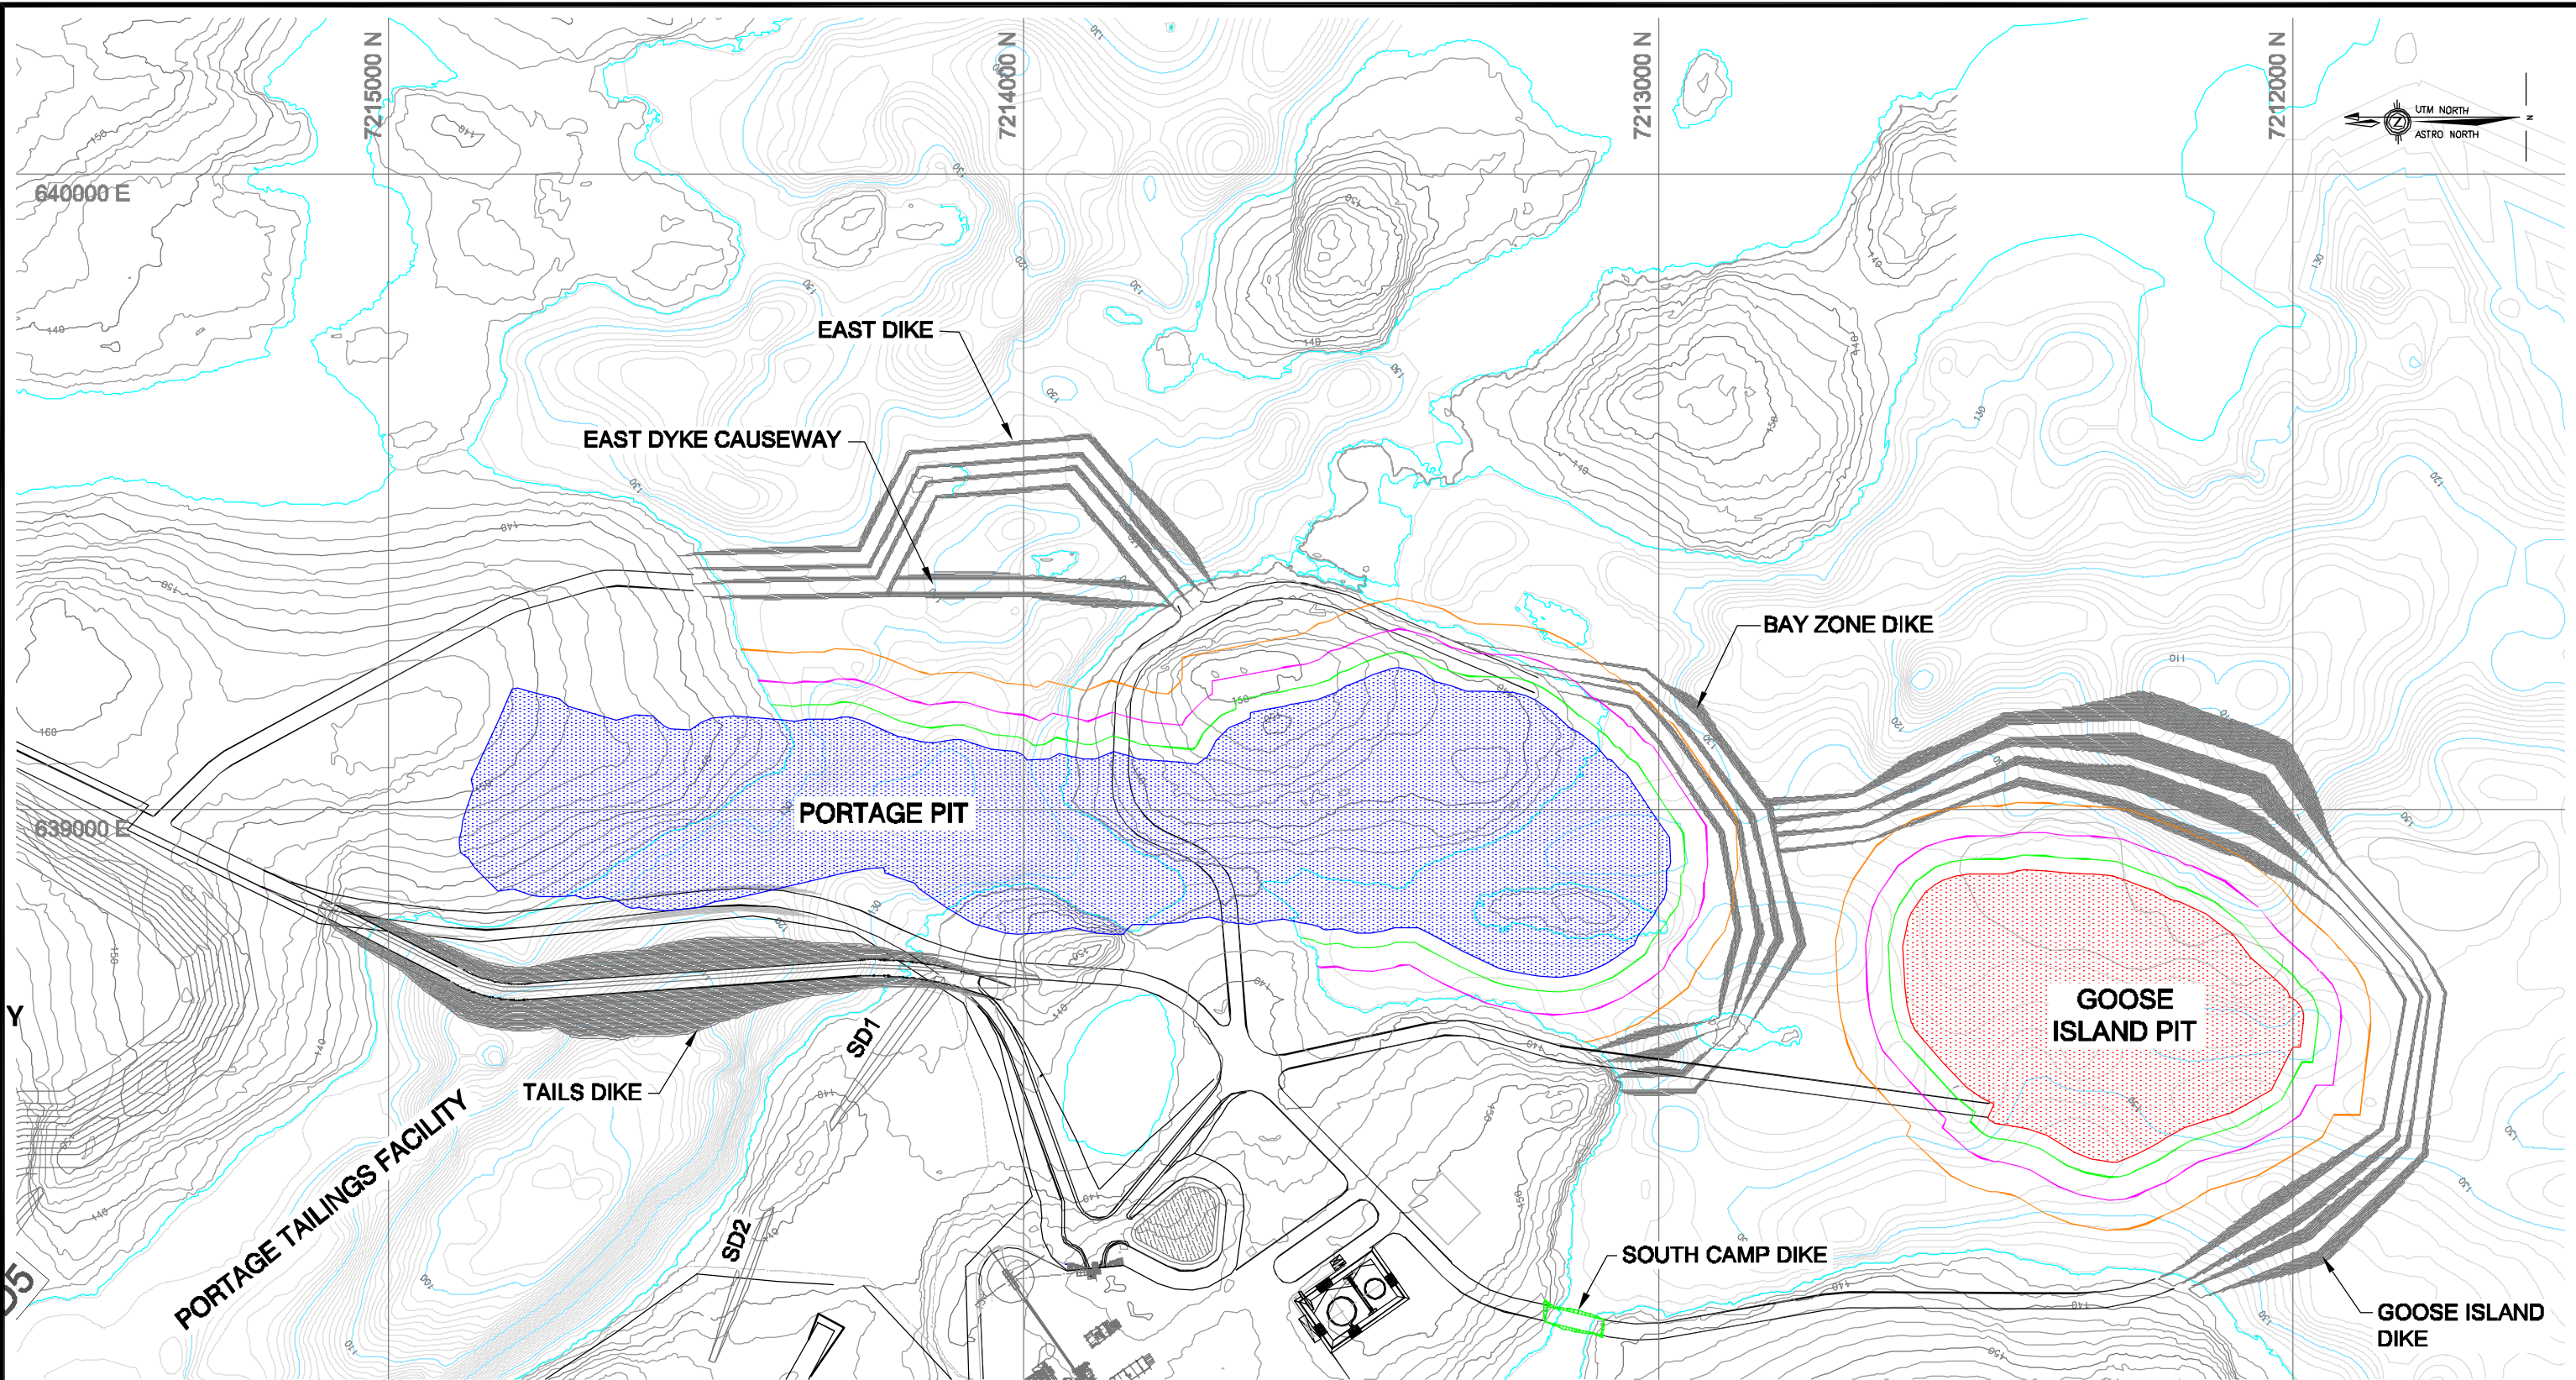 7215000 N
7214000 N
7213000 N
7212000 N
UTM NORTH
ASTRO NORTH
N
640000 E
EAST DIKE
EAST DYKE CAUSEWAY
BAY ZONE DIKE
PORTAGE PIT
639000 E
GOOSE
ISLAND PIT
Y
SD1
TAILS DIKE
PORTAGE TAILINGS FACILITY
SD2
SOUTH CAMP DIKE
GOOSE ISLAND
DIKE